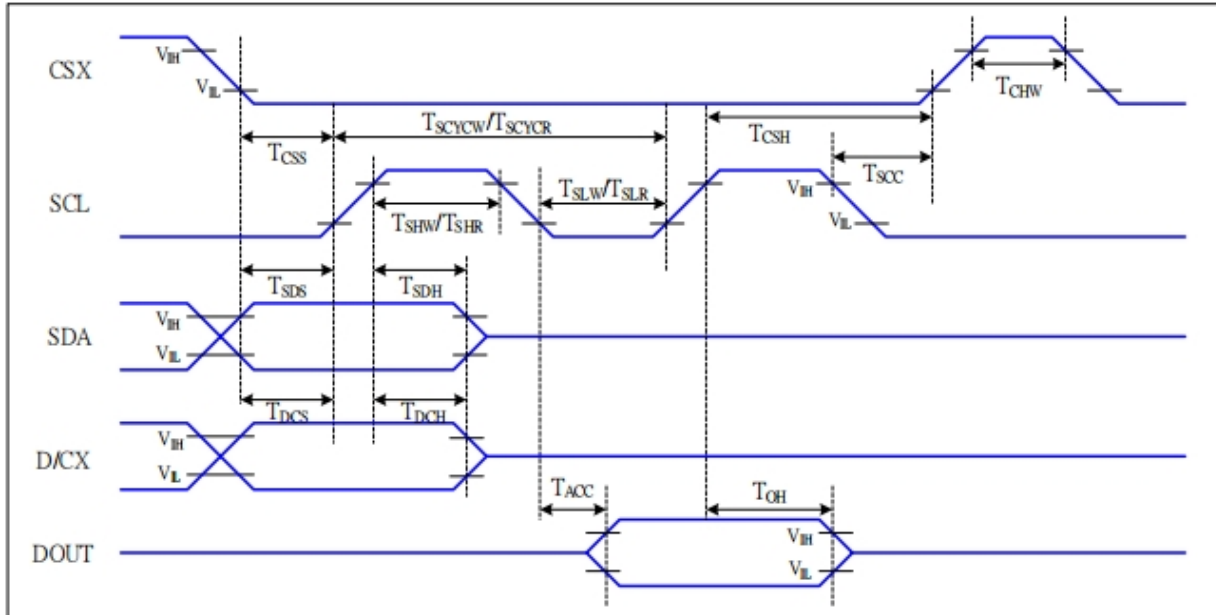 CSX
VIH
VIL
TCHW
TCSS
TSCYCW/TSCYCR
TCSH
TSCC
SCL
TSHW/TSHR
TSLW/TSLR
VIH
VIL
TSDS
TSDH
SDA
VIH
VIL
TDCS
TDCH
D/CX
VIH
VIL
TACC
TOH
DOUT
VIH
VIL